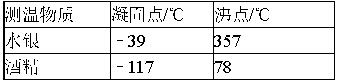 测温物质 凝固点/℃ 沸点/℃
水银 -39 357
酒精 -117 78